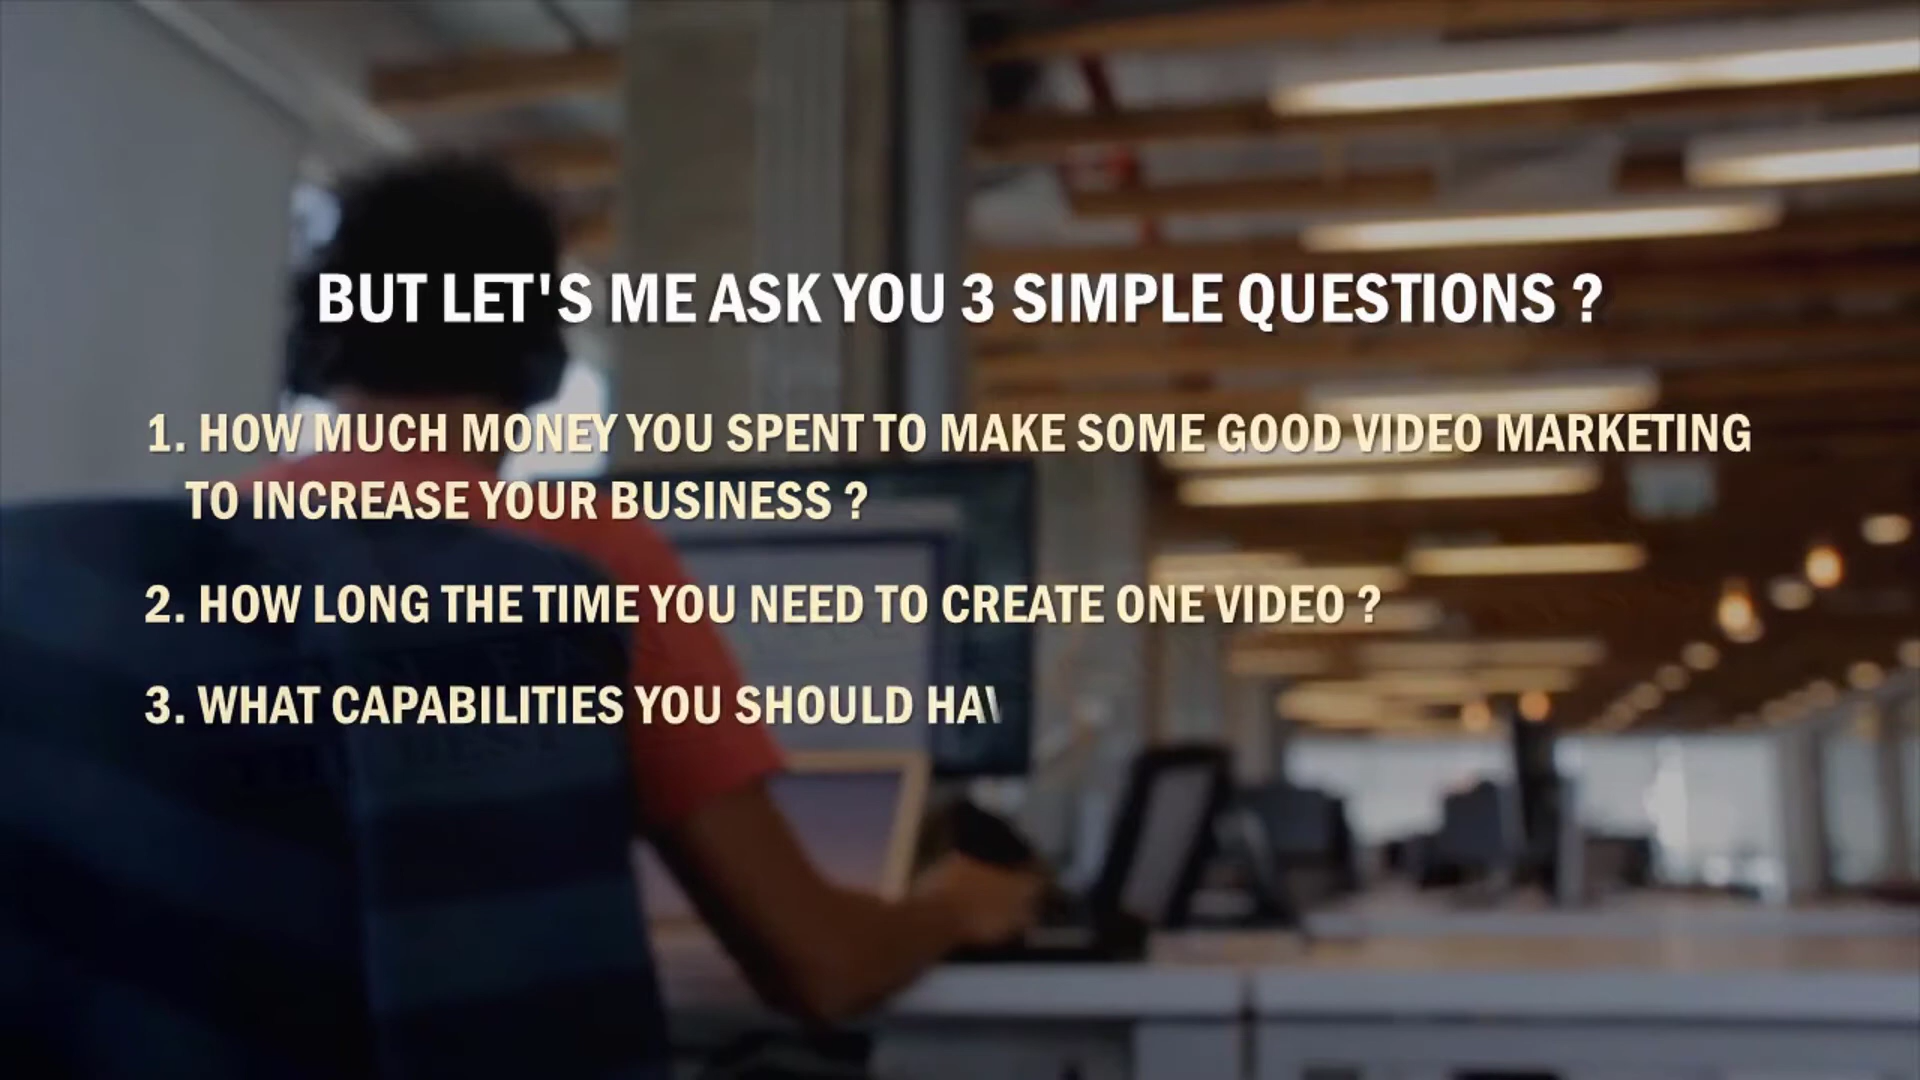 BUT LET'S ME ASK YOU 3 SIMPLE QUESTIONS ?
1. HOW MUCH MONEY YOU SPENT TO MAKE SOME GOOD VIDEO MARKETING
TO INCREASE YOUR BUSINESS ?
2. HOW LONG THE TIME YOU NEED TO CREATE ONE VIDEO ?
3. WHAT CAPABILITIES YOU SHOULD